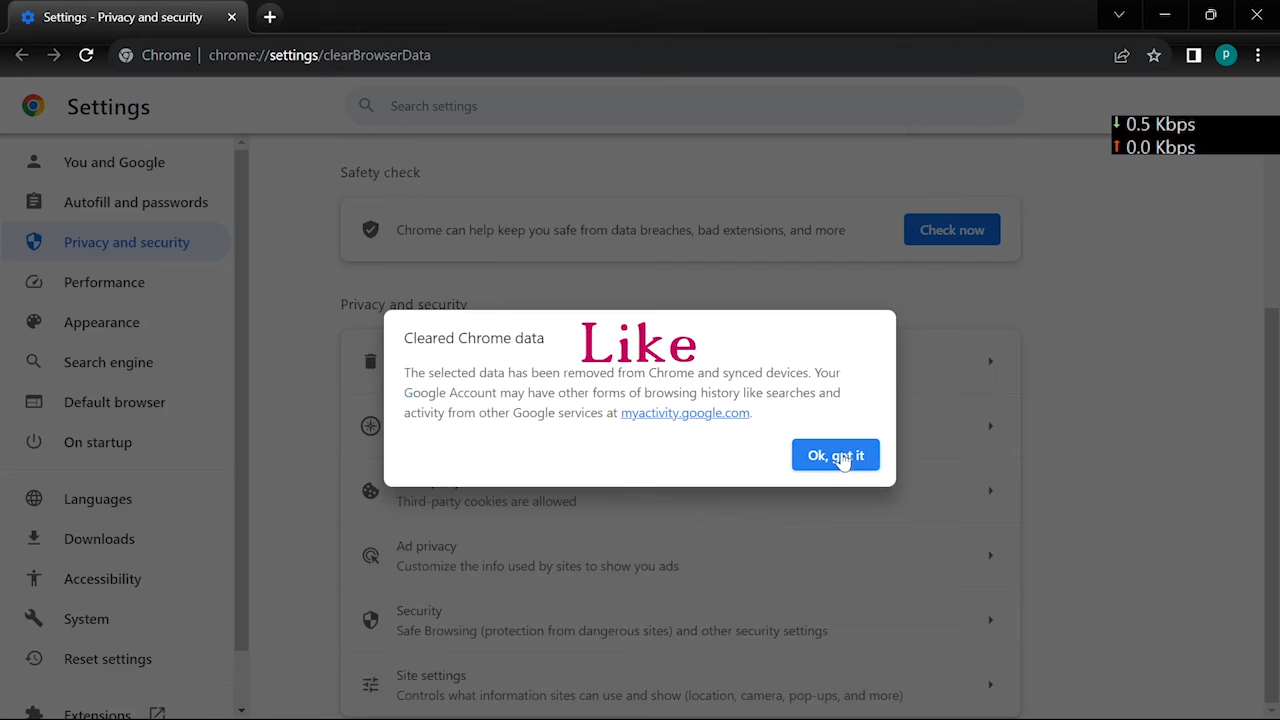 Settings - Privacy and security
Chrome
chrome://settings/clearBrowserData
P
Settings
Search settings
0.5 Kbps
0.0 Kbps
You and Google
Autofill and passwords
Privacy and security
Performance
Appearance
Search engine
Default browser
On startup
Languages
Downloads
Accessibility
System
Reset settings
Extensions
Safety check
Chrome can help keep you safe from data breaches, bad extensions, and more
Check now
Privacy and security
Cleared Chrome data
Like
The selected data has been removed from Chrome and synced devices. Your
Google Account may have other forms of browsing history like searches and
activity from other Google services at myactivity.google.com.
Ok, got it
Third-party cookies are allowed
Ad privacy
Customize the info used by sites to show you ads
Security
Safe Browsing (protection from dangerous sites) and other security settings
Site settings
Controls what information sites can use and show (location, camera, pop-ups, and more)